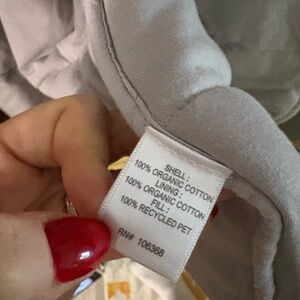 SHELL :
100% ORGANIC COTTON
LINING :
100% ORGANIC COTTON
FILL :
100% RECYCLED PET
RN# 106368